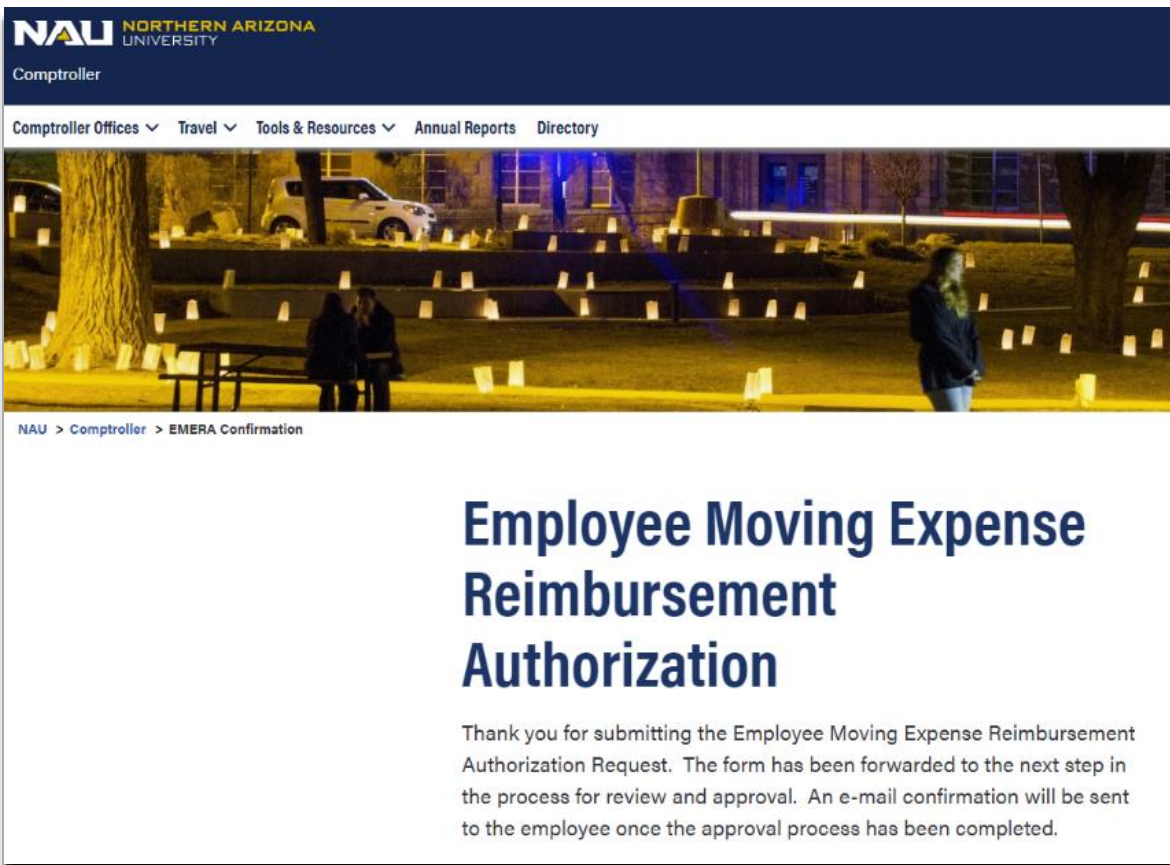 NAU NORTHERN ARIZONA
UNIVERSITY
Comptroller
Comptroller Offices Travel Tools & Resources Annual Reports Directory
NAU > Comptroller > EMERA Confirmation
Employee Moving Expense
Reimbursement
Authorization
Thank you for submitting the Employee Moving Expense Reimbursement
Authorization Request. The form has been forwarded to the next step in
the process for review and approval. An e-mail confirmation will be sent
to the employee once the approval process has been completed.